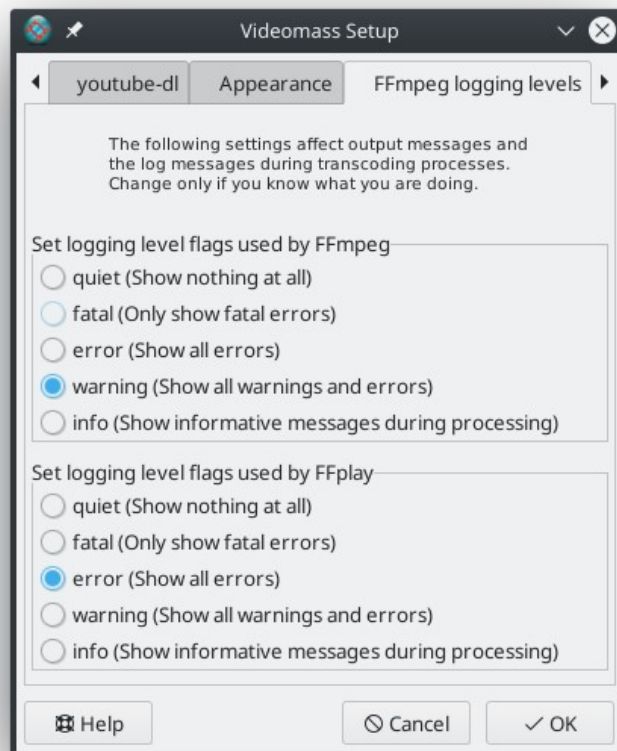 Videomass Setup
youtube-dl
Appearance
FFmpeg logging levels
The following settings affect output messages and
the log messages during transcoding processes.
Change only if you know what you are doing.
Set logging level flags used by FFmpeg
quiet (Show nothing at all)
fatal (Only show fatal errors)
error (Show all errors)
warning (Show all warnings and errors)
info (Show informative messages during processing)
Set logging level flags used by FFplay
quiet (Show nothing at all)
fatal (Only show fatal errors)
error (Show all errors)
warning (Show all warnings and errors)
info (Show informative messages during processing)
Help
Cancel
OK